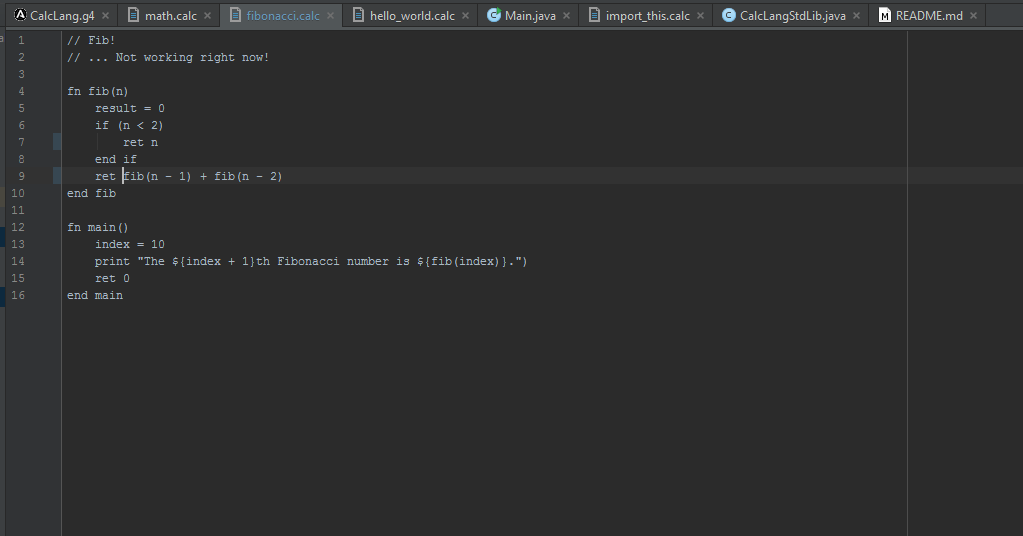 CalcLang.g4 math.calc fibonacci.calc hello_world.calc Main.java import_this.calc CalcLangStdLib.java README.md
1 // Fib!
2 // ... Not working right now!
3
4 fn fib(n)
5 result = 0
6 if (n < 2)
7 ret n
8 end if
9 ret fib(n - 1) + fib(n - 2)
10 end fib
11
12 fn main()
13 index = 10
14 print "The ${index + 1}th Fibonacci number is ${fib(index)}.")
15 ret 0
16 end main